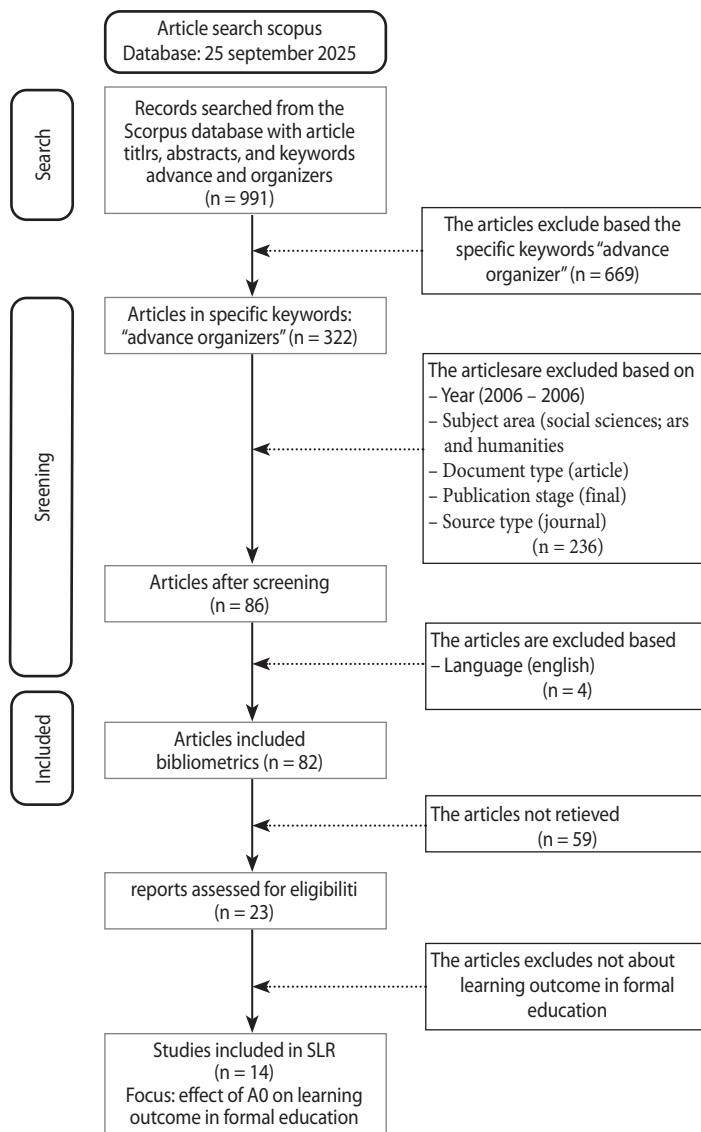 Article search scopus
Database: 25 september 2025
Search
Records searched from the
Scorpus database with article
titlrs, abstracts, and keywords
advance and organizers
(n = 991)
The articles exclude based the
specific keywords “advance
organizer” (n = 669)
Sreening
Articles in specific keywords:
“advance organizers” (n = 322)
The articlesare excluded based on
– Year (2006 – 2006)
– Subject area (social sciences; ars
and humanities
– Document type (article)
– Publication stage (final)
– Source type (journal)
(n = 236)
Articles after screening
(n = 86)
The articles are excluded based
– Language (english)
(n = 4)
Included
Articles included
bibliometrics (n = 82)
The articles not retieved
(n = 59)
reports assessed for eligibiliti
(n = 23)
The articles excludes not about
learning outcome in formal
education
Studies included in SLR
(n = 14)
Focus: effect of A0 on learning
outcome in formal education